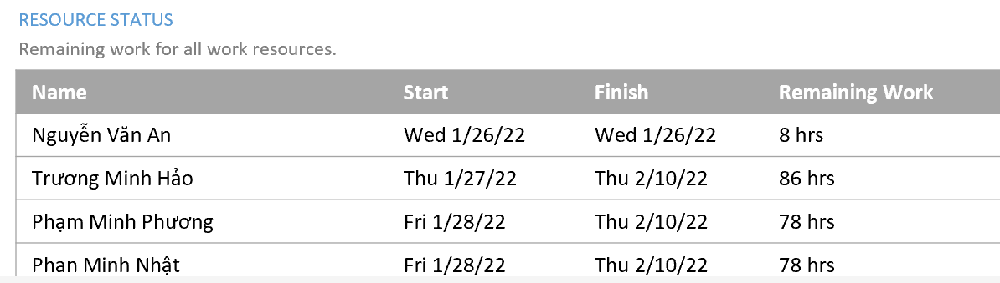 RESOURCE STATUS
Remaining work for all work resources.
Name Start Finish Remaining Work
Nguyễn Văn An Wed 1/26/22 Wed 1/26/22 8 hrs
Trương Minh Hảo Thu 1/27/22 Thu 2/10/22 86 hrs
Phạm Minh Phương Fri 1/28/22 Thu 2/10/22 78 hrs
Phan Minh Nhật Fri 1/28/22 Thu 2/10/22 78 hrs